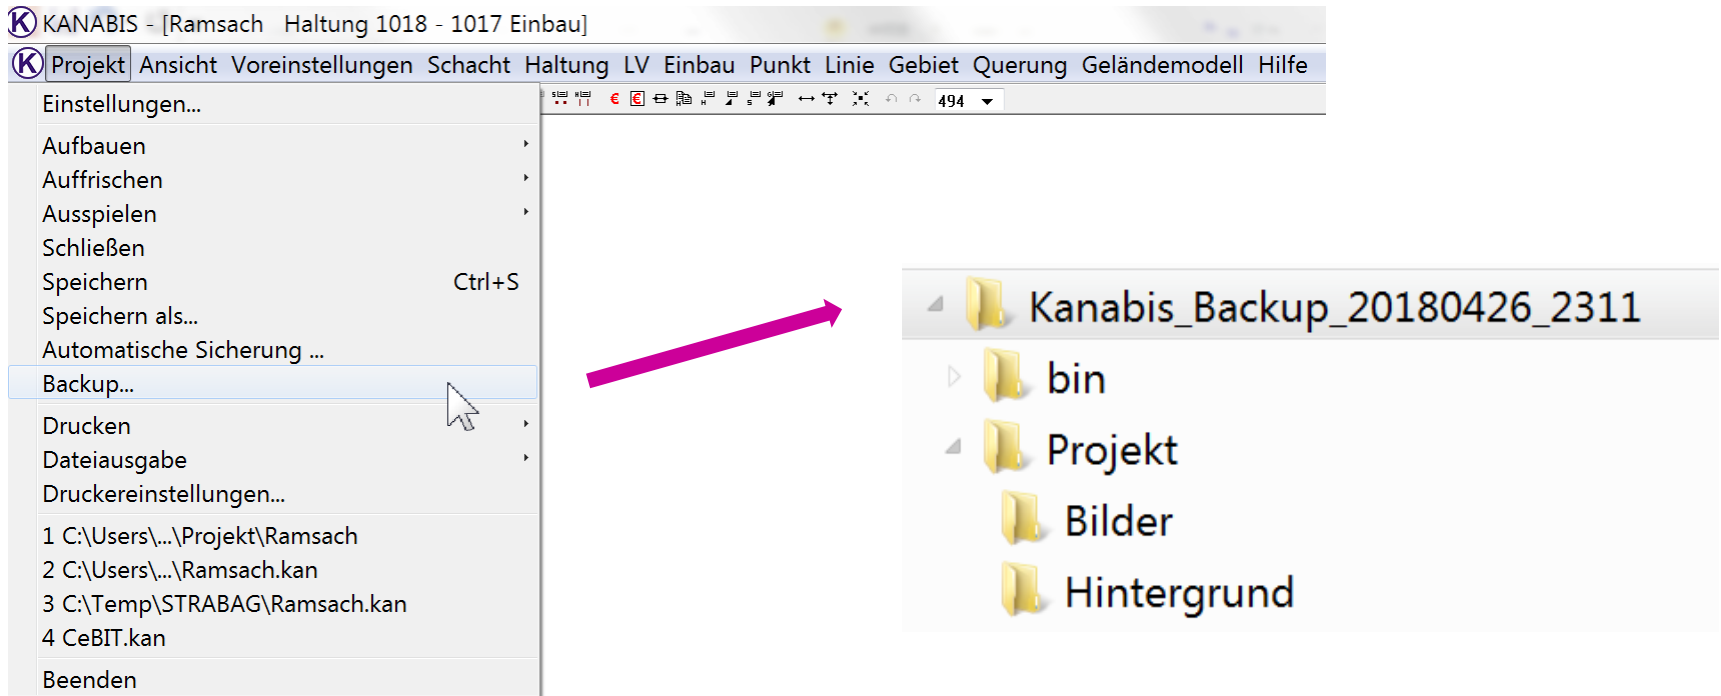 KANABIS - [Ramsach   Haltung 1018 - 1017 Einbau]
Projekt Ansicht Voreinstellungen Schacht Haltung LV Einbau Punkt Linie Gebiet Querung Geländemodell Hilfe
494
Einstellungen...
Aufbauen
Auffrischen
Ausspielen
Schließen
Speichern Ctrl+S
Speichern als...
Automatische Sicherung ...
Backup...
Drucken
Dateiausgabe
Druckereinstellungen...
1 C:\Users\...\Projekt\Ramsach
2 C:\Users\...\Ramsach.kan
3 C:\Temp\STRABAG\Ramsach.kan
4 CeBIT.kan
Beenden
Kanabis_Backup_20180426_2311
bin
Projekt
Bilder
Hintergrund